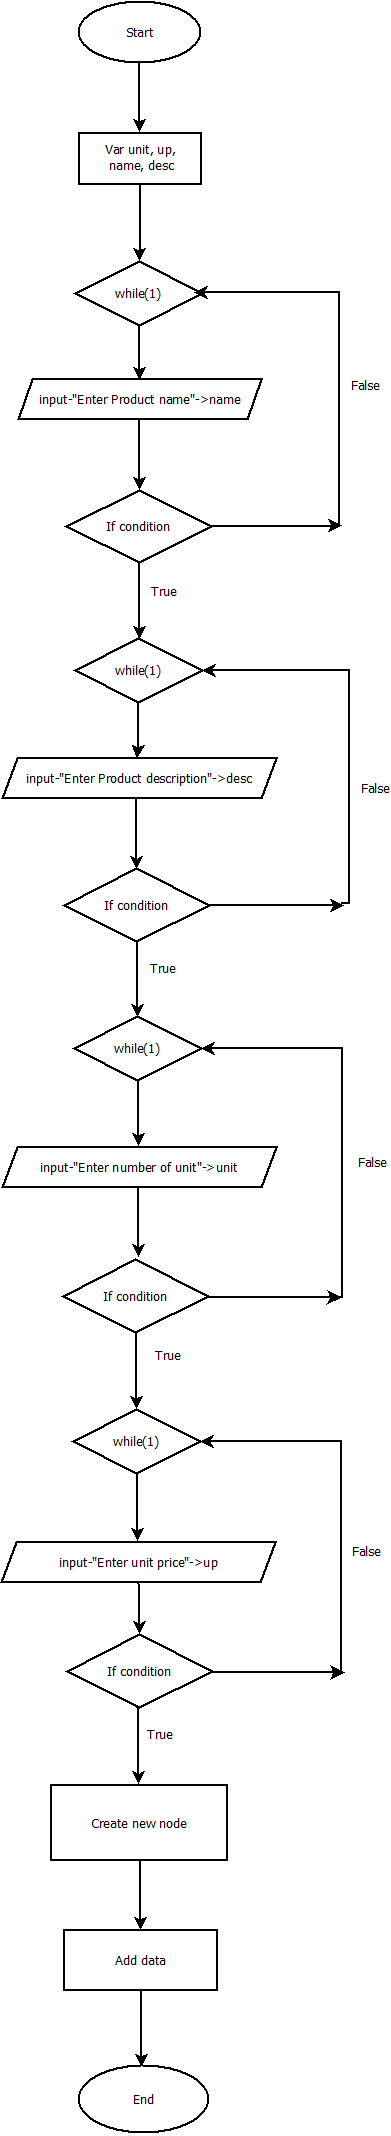 Start
Var unit, up,
name, desc
while(1)
False
input-"Enter Product name"->name
If condition
True
while(1)
input-"Enter Product description"->desc
False
If condition
True
while(1)
False
input-"Enter number of unit"->unit
If condition
True
while(1)
False
input-"Enter unit price"->up
If condition
True
Create new node
Add data
End